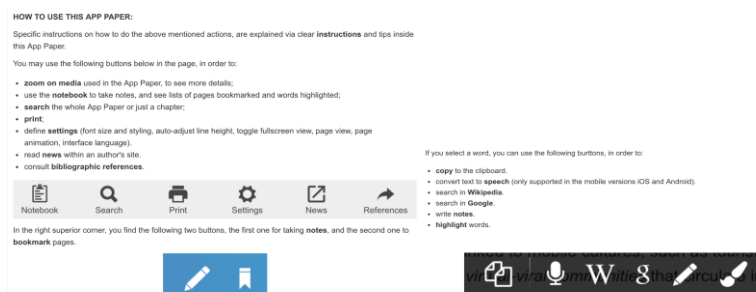 HOW TO USE THIS APP PAPER:
Specific instructions on how to do the above mentioned actions, are explained via clear instructions and tips inside
this App Paper.
You may use the following buttons below in the page, in order to:
• zoom on media used in the App Paper, to see more details;
• use the notebook to take notes, and see lists of pages bookmarked and words highlighted;
• search the whole App Paper or just a chapter;
• print;
• define settings (font size and styling, auto-adjust line height, toggle fullscreen view, page view, page
animation, interface language).
• read news within an author's site.
• consult bibliographic references.
Notebook Search Print Settings News References
In the right superior corner, you find the following two buttons, the first one for taking notes, and the second one to
bookmark pages.
If you select a word, you can use the following burttons, in order to:
• copy to the clipboard.
• convert text to speech (only supported in the mobile versions iOS and Android).
• search in Wikipedia.
• search in Google.
• write notes.
• highlight words.
to mobile cultures, such as
W g